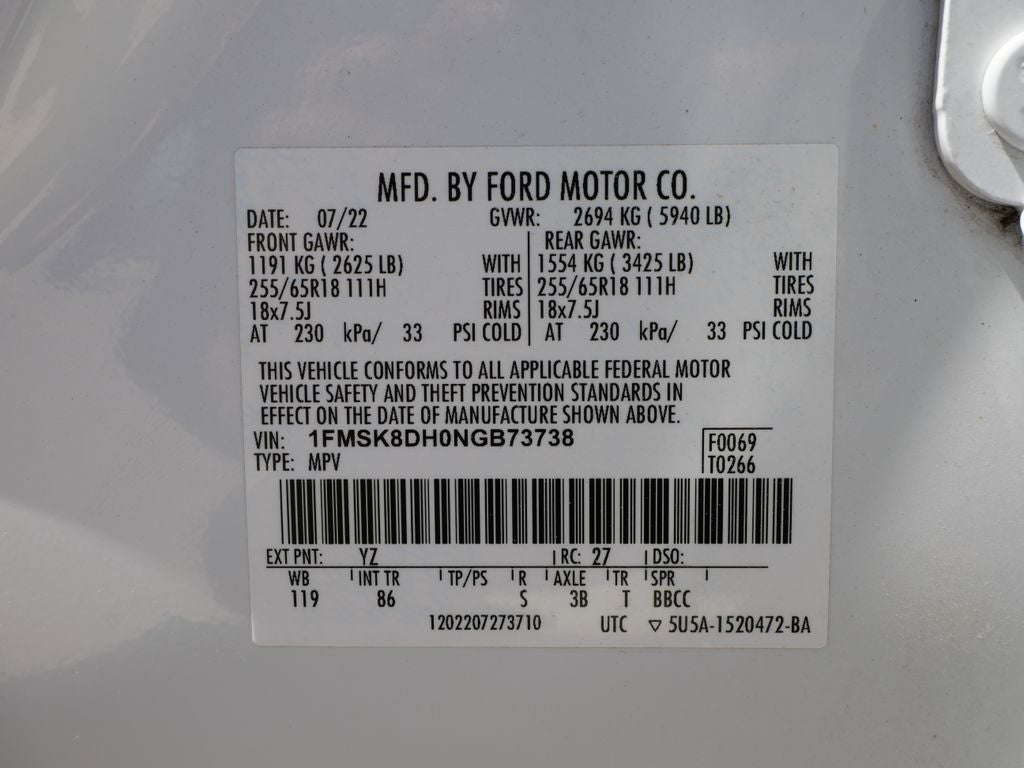 MFD. BY FORD MOTOR CO.
DATE: 07/22 GVWR: 2694 KG ( 5940 LB)
FRONT GAWR: REAR GAWR:
1191 KG ( 2625 LB) WITH 1554 KG ( 3425 LB) WITH
255/65R18 111H TIRES 255/65R18 111H TIRES
18x7.5J RIMS 18x7.5J RIMS
AT 230 kPa/ 33 PSI COLD AT 230 kPa/ 33 PSI COLD
THIS VEHICLE CONFORMS TO ALL APPLICABLE FEDERAL MOTOR
VEHICLE SAFETY AND THEFT PREVENTION STANDARDS IN
EFFECT ON THE DATE OF MANUFACTURE SHOWN ABOVE.
VIN: 1FMSK8DH0NGB73738 F0069
TYPE: MPV T0266
EXT PNT: YZ RC: 27 DSO:
WB INT TR TP/PS R AXLE TR SPR
119 86 S 3B T BBCC
1202207273710 UTC ▽ 5U5A-1520472-BA